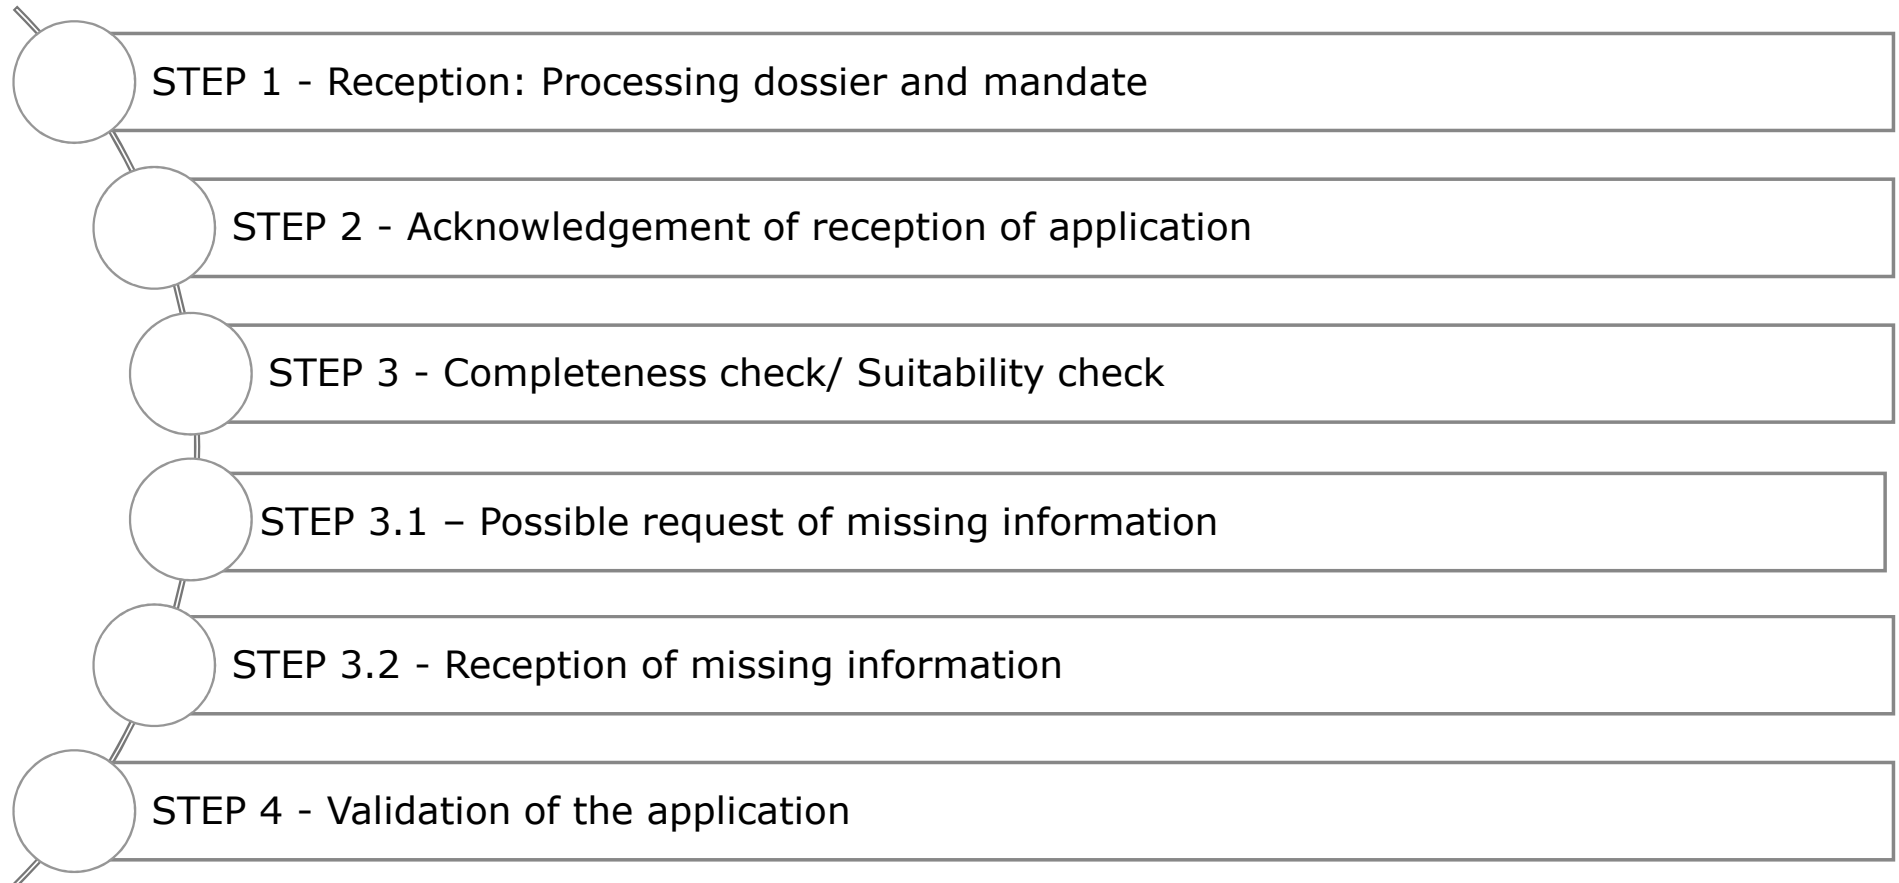 STEP 1 - Reception: Processing dossier and mandate
STEP 2 - Acknowledgement of reception of application
STEP 3 - Completeness check/ Suitability check
STEP 3.1 – Possible request of missing information
STEP 3.2 - Reception of missing information
STEP 4 - Validation of the application